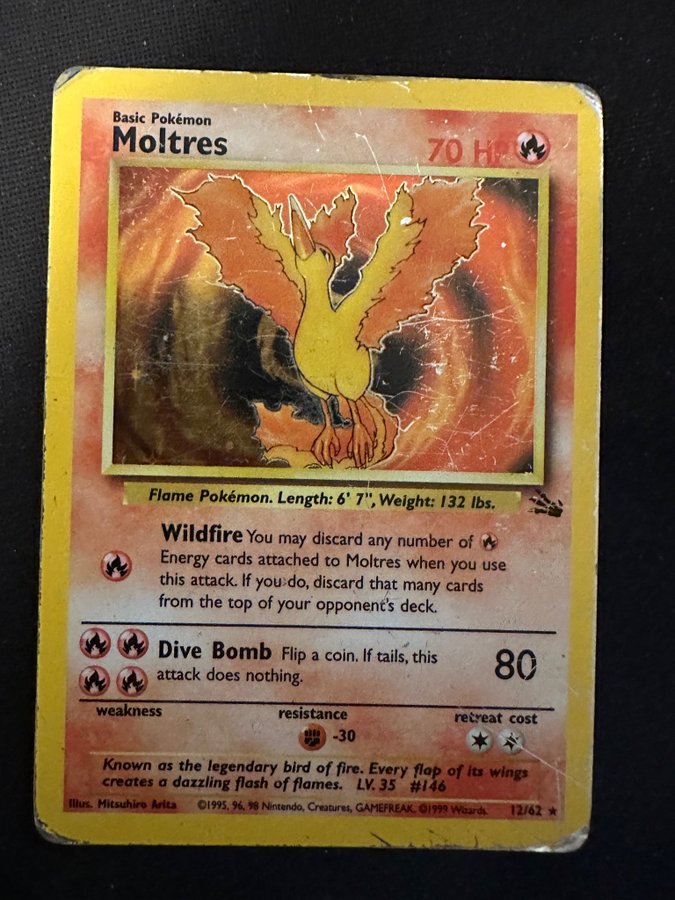 Basic Pokémon
Moltres
70 HP
Flame Pokémon. Length: 6' 7", Weight: 132 lbs.
Wildfire You may discard any number of
Energy cards attached to Moltres when you use
this attack. If you do, discard that many cards
from the top of your opponent's deck.
Dive Bomb Flip a coin. If tails, this
attack does nothing.
80
weakness
resistance
retreat cost
-30
Known as the legendary bird of fire. Every flap of its wings
creates a dazzling flash of flames. LV. 35 #146
Illus. Mitsuhiro Arita
©1995, 96, 98 Nintendo, Creatures, GAMEFREAK. ©1999 Wizards.
12/62 ★